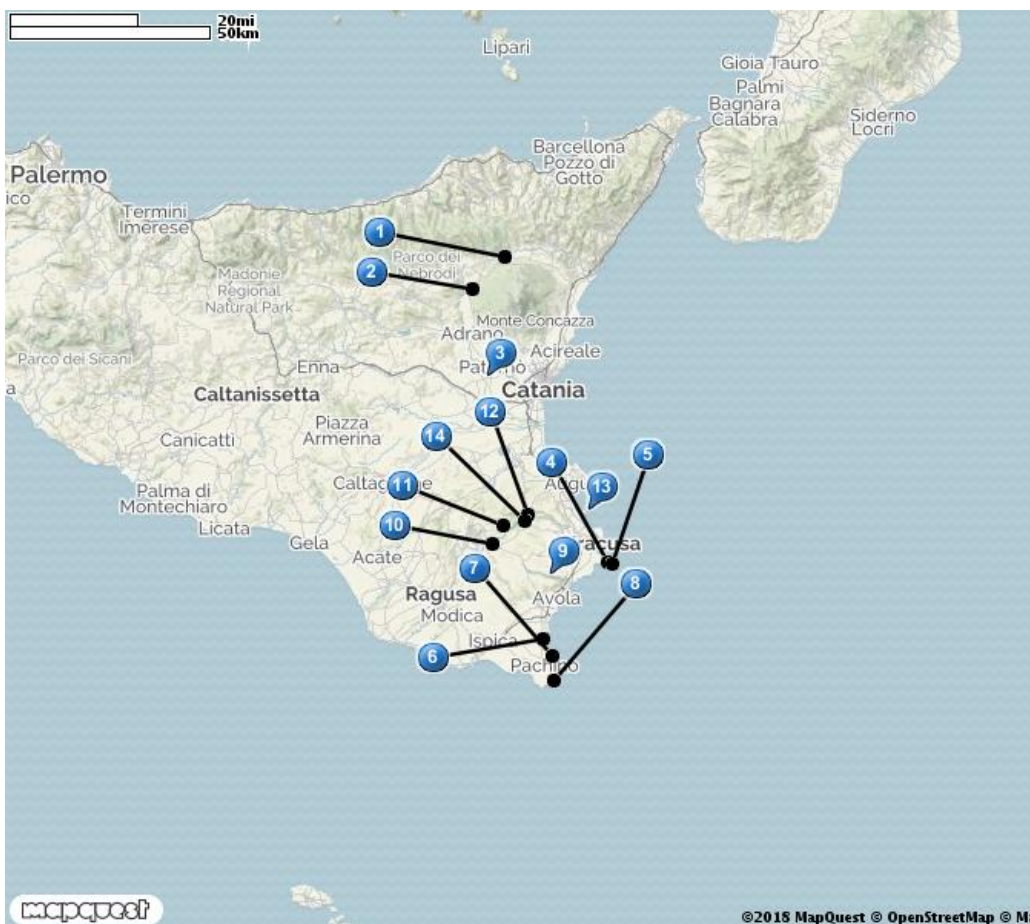 20mi
50km
Lipari
Gioia Tauro
Palmi
Bagnara
Calabra
Siderno
Locri
Barcellona
Pozzo di
Gotto
Palermo
ico
Termini
Imerese
1
Parco dei
Nebrodi
2
Madonie
Regional
Natural Park
Monte Concazza
Adrano
3
Acireale
Parco dei Sicani
Enna
Catania
a
Caltanissetta
12
Piazza
Armerina
14
Canicatti
4
5
11
13
Palma di
Montechiaro
Licata
10
Gela
Acate
9
7
Ragusa
Modica
Avola
8
Ispica
6
Pachino
mapquest
©2018 MapQuest © OpenStreetMap © M